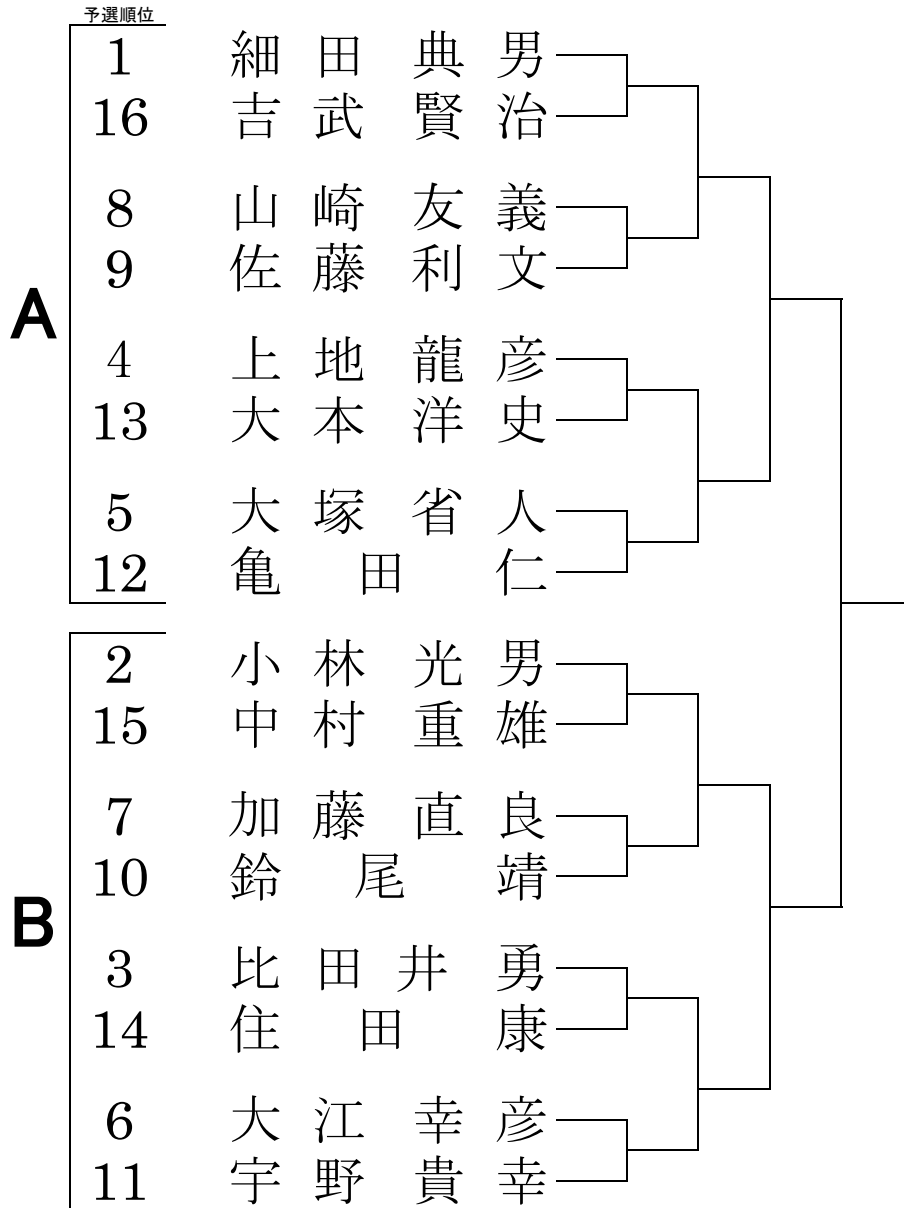 予選順位
1 細田 典男
16 吉武 賢治
8 山崎 友義
9 佐藤 利文
A
4 上地 龍彦
13 大本 洋史
5 大塚 省人
12 亀田 仁
2 小林 光男
15 中村 重雄
7 加藤 直良
10 鈴尾 靖
B
3 比田井 勇
14 住田 康
6 大江 幸彦
11 宇野 貴幸